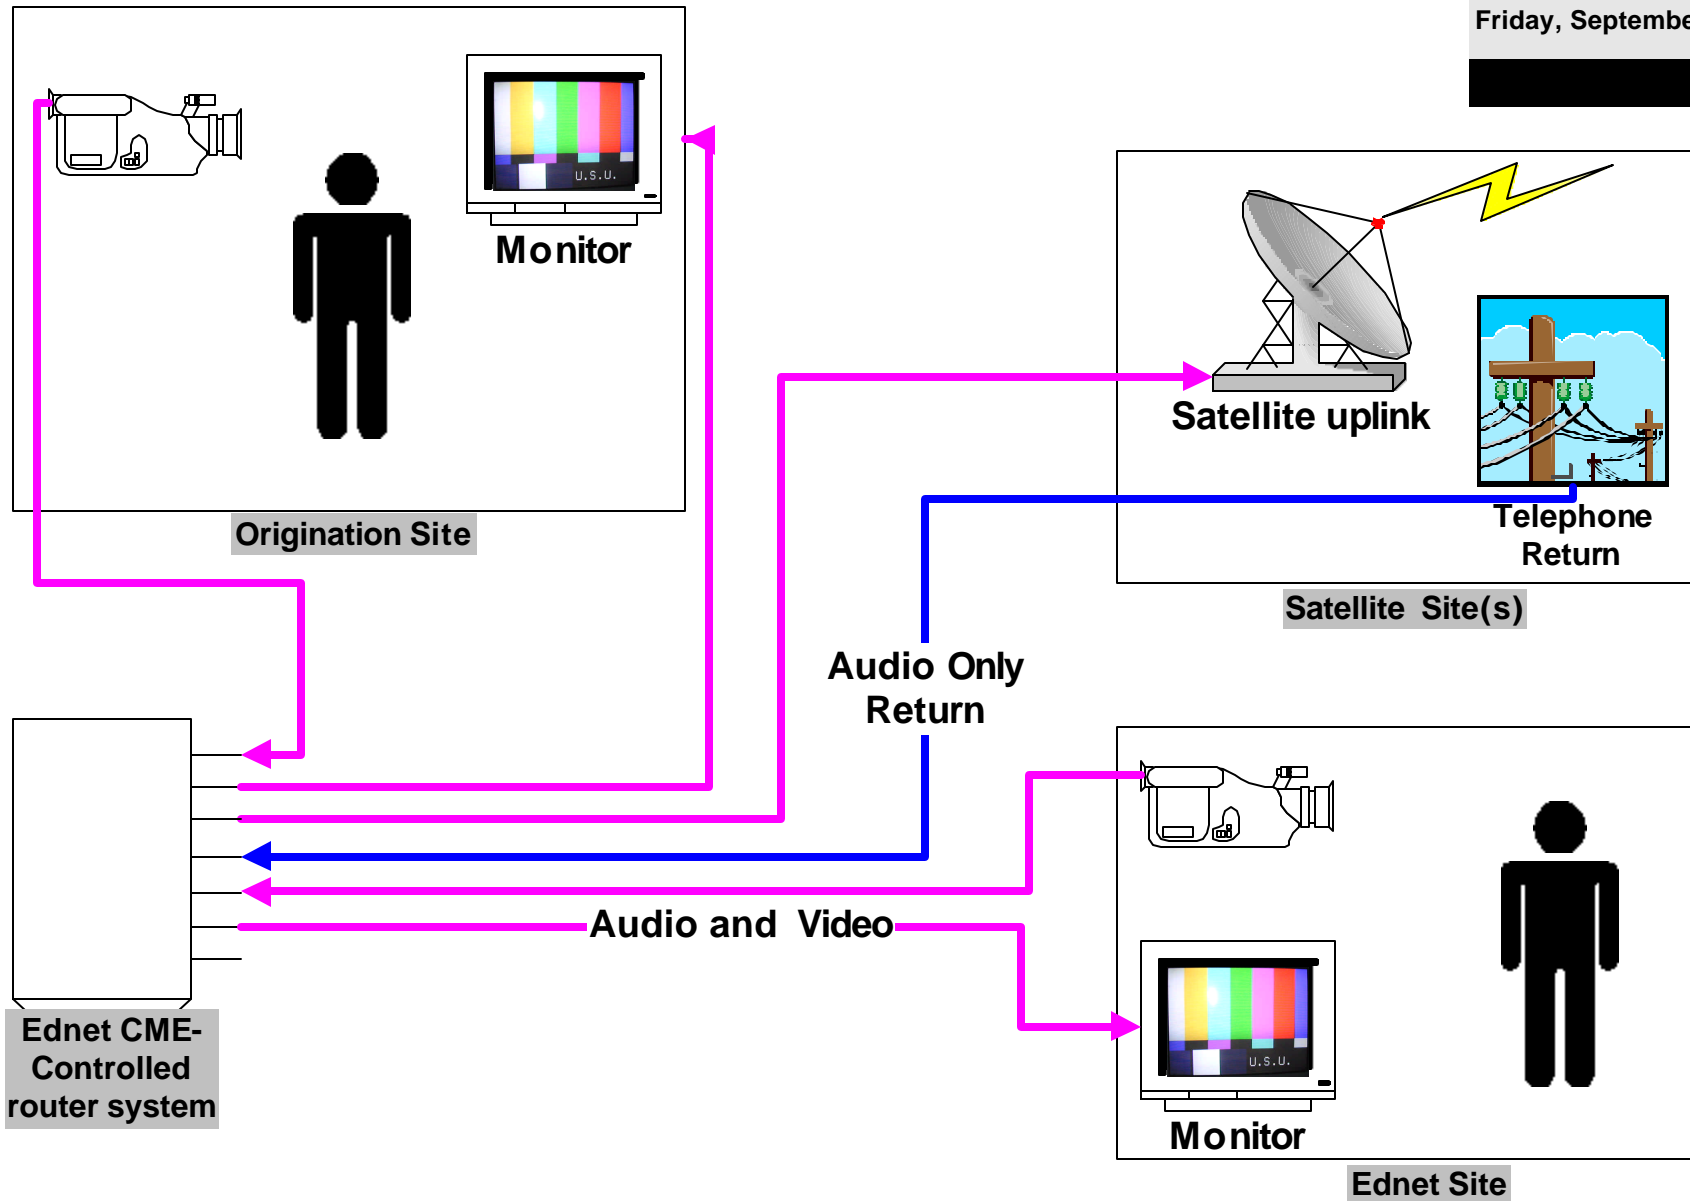 Friday, Septembe
U.S.U.
Monitor
Satellite uplink
Telephone
Return
Origination Site
Satellite Site(s)
Audio Only
Return
Audio and Video
U.S.U.
Monitor
Ednet CME-
Controlled
router system
Ednet Site